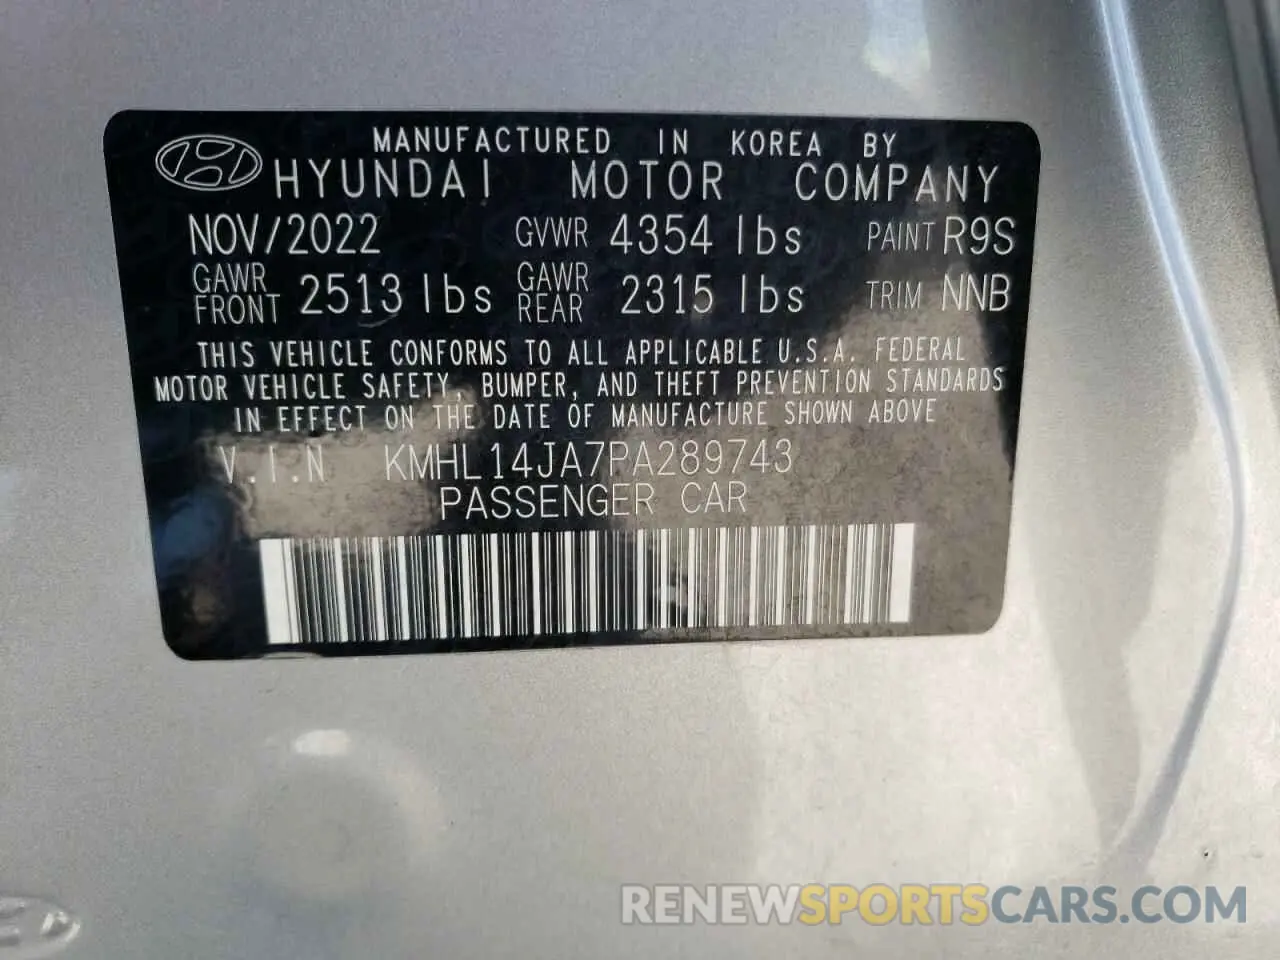 MANUFACTURED IN KOREA BY
HYUNDAI MOTOR COMPANY
NOV/2022 GVWR 4354 lbs PAINT R9S
GAWR FRONT 2513 lbs GAWR REAR 2315 lbs TRIM NNB
THIS VEHICLE CONFORMS TO ALL APPLICABLE U.S.A. FEDERAL
MOTOR VEHICLE SAFETY, BUMPER, AND THEFT PREVENTION STANDARDS
IN EFFECT ON THE DATE OF MANUFACTURE SHOWN ABOVE
V.I.N KMHL14JA7PA289743
PASSENGER CAR
RENEWSPORTSCARS.COM